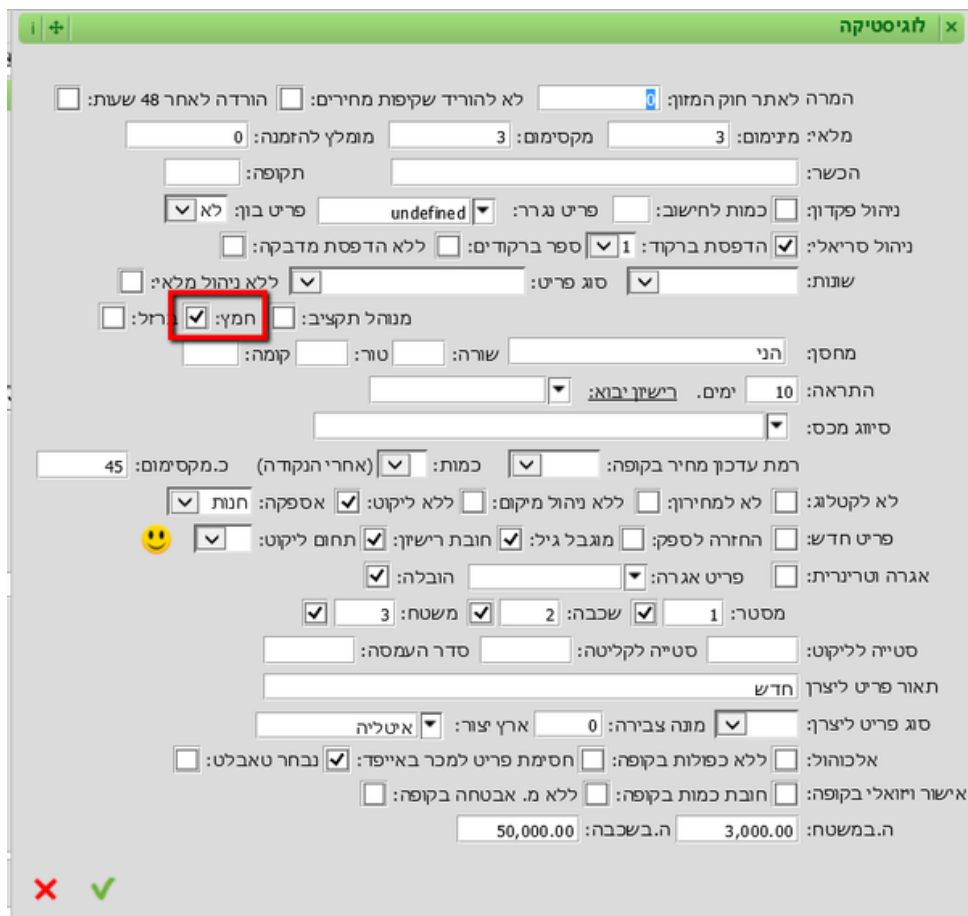 לוגיסטיקה
המרה לאתר חוק המזון: 0 לא להוריד שקיפות מחירים: הורדה לאחר 48 שעות:
מלאי: מינימום: 3 מקסימום: 3 מומלץ להזמנה: 0
הכשר: תקופה:
ניהול פקדון: כמות לחישוב: פריט נגרר: undefined פריט בון: לא
ניהול סריאלי: הדפסת ברקוד: 1 ספר ברקודים: ללא הדפסת מדבקה:
שונות: סוג פריט: ללא ניהול מלאי:
מנוהל תקציב: חמץ: ברזל:
מחסן: הני שורה: טור: קומה:
התראה: 10 ימים. רישיון יבוא:
סיווג מכס:
רמת עדכון מחיר בקופה: כמות: (אחרי הנקודה) כ.מקסימום: 45
לא לקטלוג: לא למחירון: ללא ניהול מיקום: ללא ליקוט: אספקה: חנות
פריט חדש: החזרה לספק: מוגבל גיל: חובת רישיון: תחום ליקוט:
אגרה וטרינרית: פריט אגרה: הובלה:
מסטר: 1 שכבה: 2 משטח: 3
סטייה לליקוט: סטייה לקליטה: סדר העמסה:
תאור פריט ליצרן חדש
סוג פריט ליצרן: מונה צבירה: 0 ארץ יצור: איטליה
אלכוהול: ללא כפולות בקופה: חסימת פריט למכר באייפד: נבחר טאבלט:
אישור ויזואלי בקופה: חובת כמות בקופה: ללא מ. אבטחה בקופה:
ה.במשטח: 3,000.00 ה.בשכבה: 50,000.00